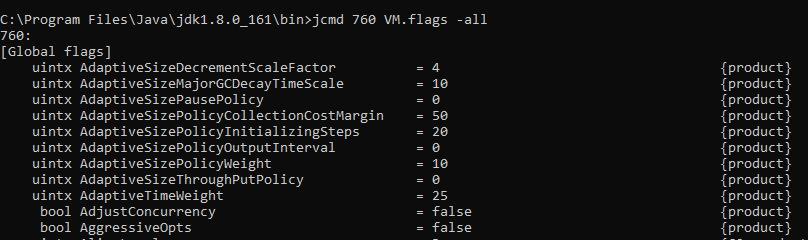 C:\Program Files\Java\jdk1.8.0_161\bin>jcmd 760 VM.flags -all
760:
[Global flags]
uintx AdaptiveSizeDecrementScaleFactor = 4 {product}
uintx AdaptiveSizeMajorGCDecayTimeScale = 10 {product}
uintx AdaptiveSizePausePolicy = 0 {product}
uintx AdaptiveSizePolicyCollectionCostMargin = 50 {product}
uintx AdaptiveSizePolicyInitializingSteps = 20 {product}
uintx AdaptiveSizePolicyOutputInterval = 0 {product}
uintx AdaptiveSizePolicyWeight = 10 {product}
uintx AdaptiveSizeThroughPutPolicy = 0 {product}
uintx AdaptiveTimeWeight = 25 {product}
bool AdjustConcurrency = false {product}
bool AggressiveOpts = false {product}